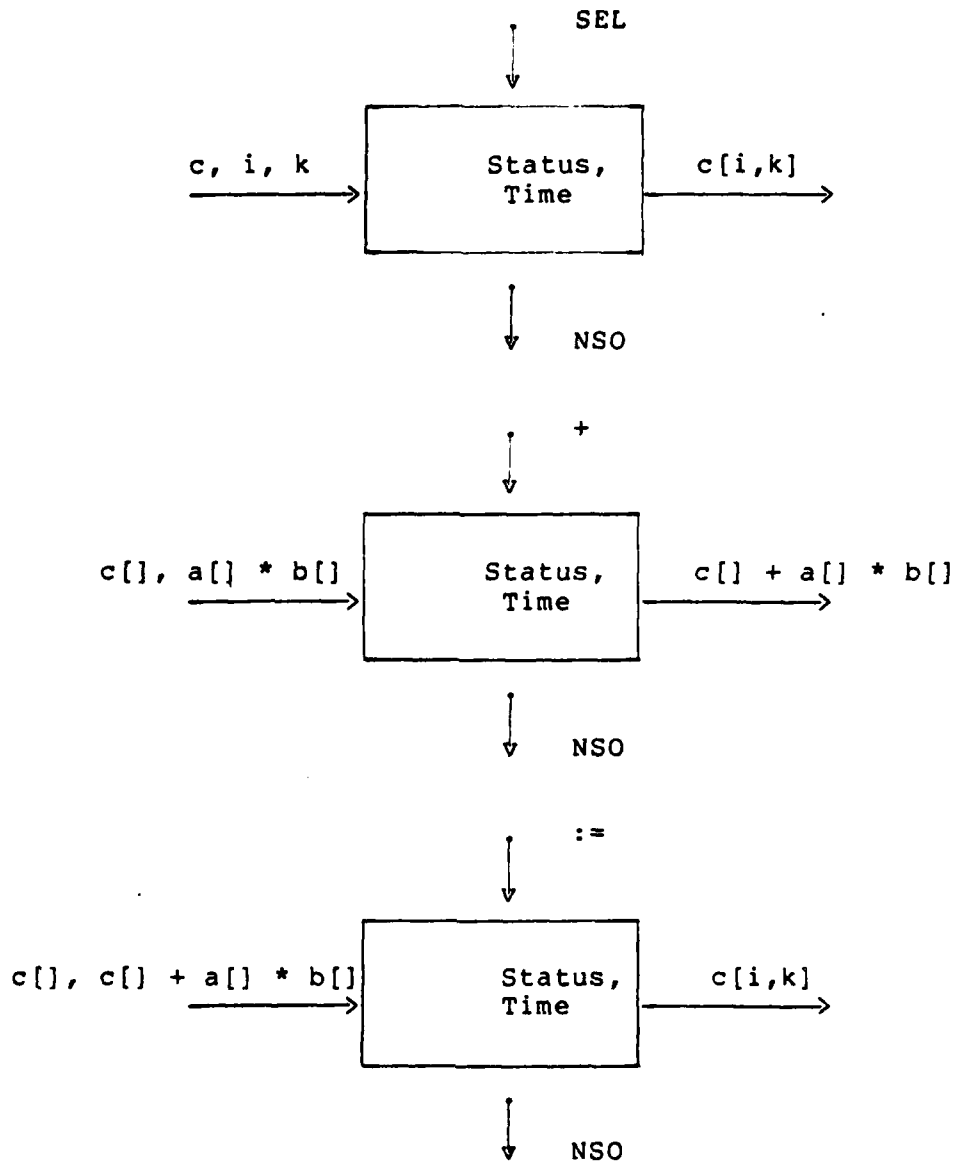 SEL
c, i, k
Status,
Time
c[i,k]
NSO
+
c[], a[] * b[]
Status,
Time
c[] + a[] * b[]
NSO
:=
c[], c[] + a[] * b[]
Status,
Time
c[i,k]
NSO